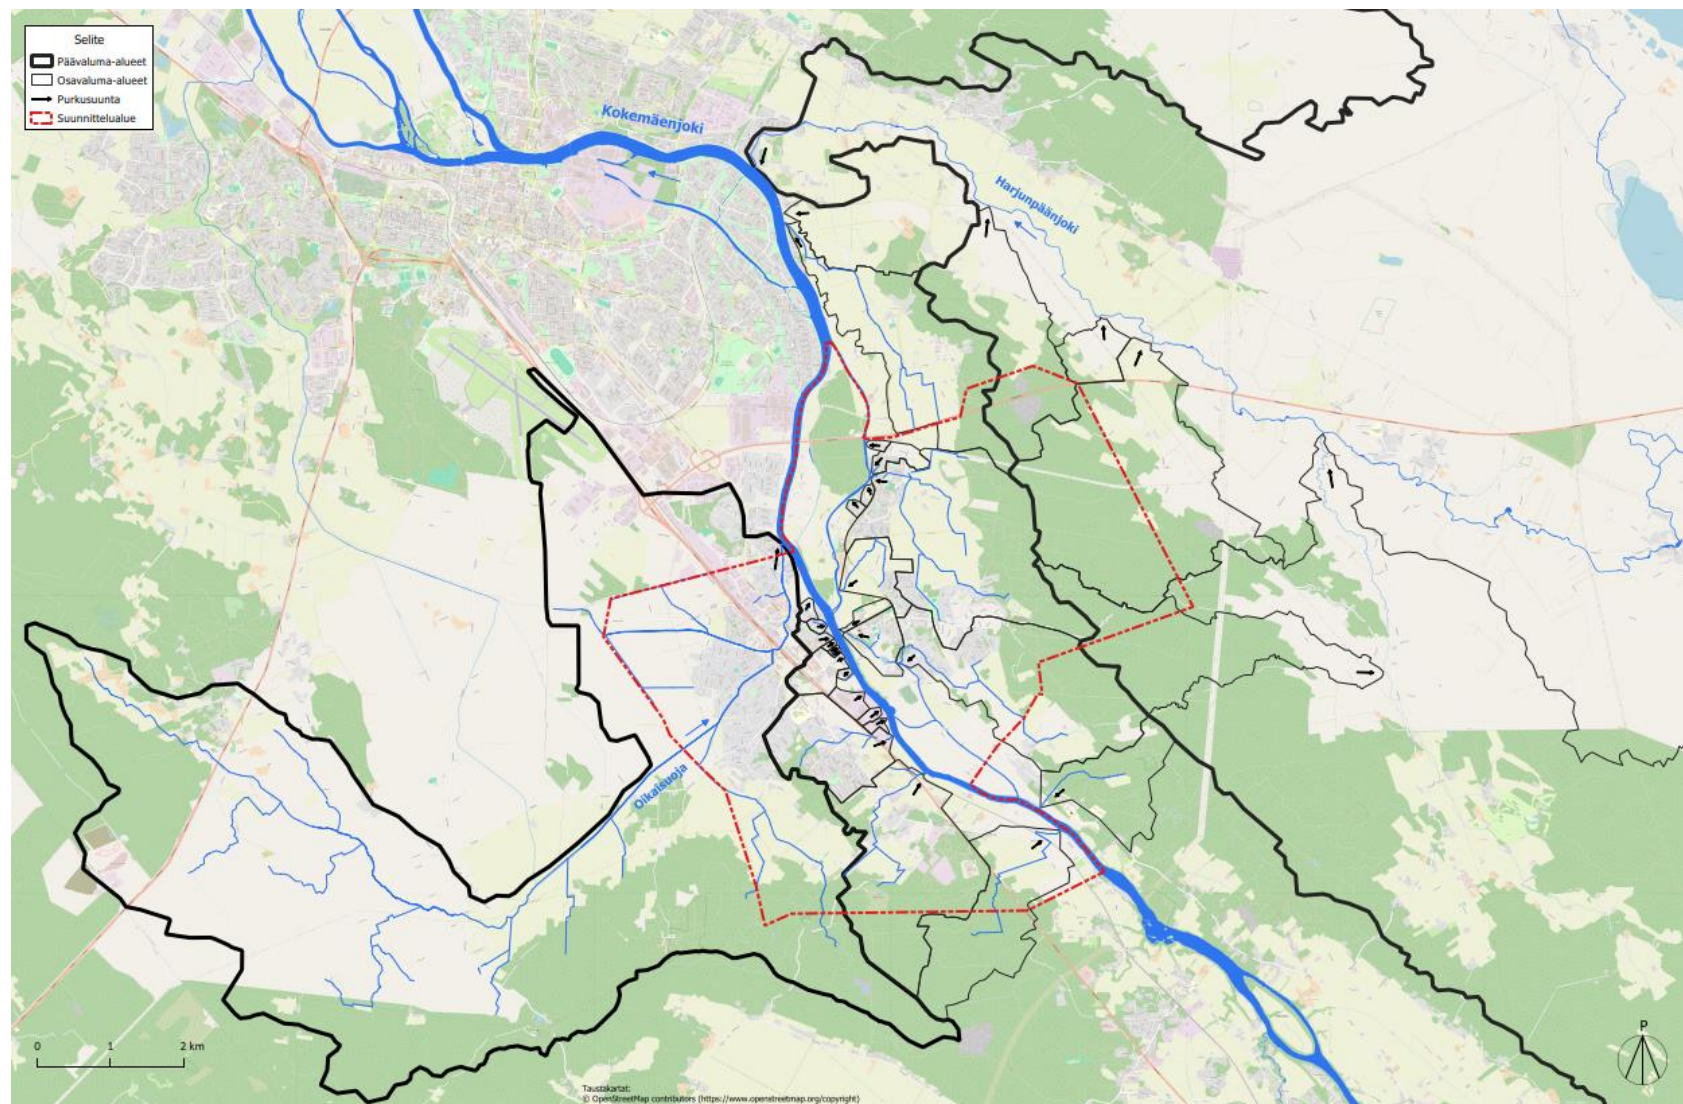 Selite
Päävaluma-alueet
Osavaluma-alueet
Purkusuunta
Suunnittelualue
Kokemäenjoki
Harjunpäänjoki
Oikaisuoja
0 1 2 km
P
Taustakartat:
© OpenStreetMap contributors (https://www.openstreetmap.org/copyright)